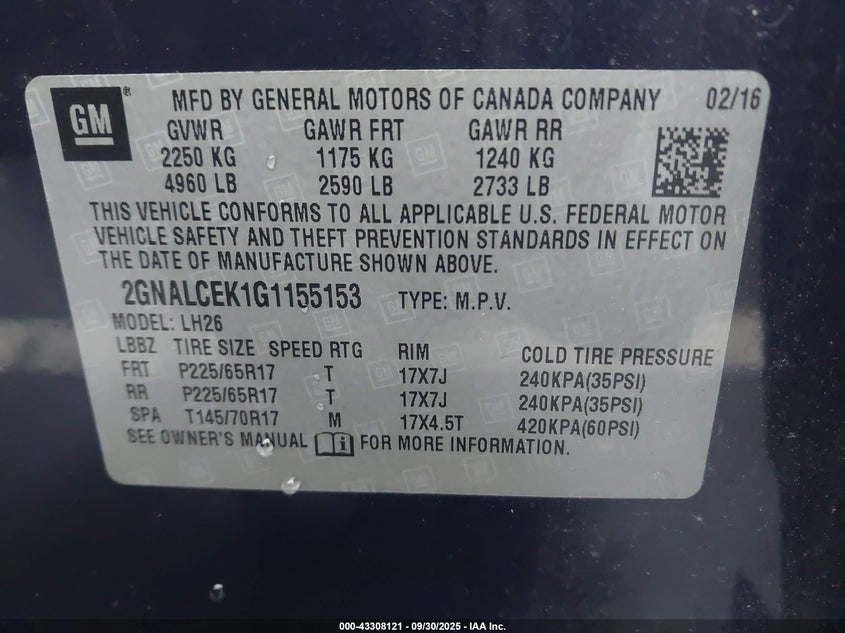 GM ® MFD BY GENERAL MOTORS OF CANADA COMPANY 02/16
GVWR GAWR FRT GAWR RR
2250 KG 1175 KG 1240 KG
4960 LB 2590 LB 2733 LB
THIS VEHICLE CONFORMS TO ALL APPLICABLE U.S. FEDERAL MOTOR
VEHICLE SAFETY AND THEFT PREVENTION STANDARDS IN EFFECT ON
THE DATE OF MANUFACTURE SHOWN ABOVE.
2GNALCEK1G1155153 TYPE: M.P.V.
MODEL: LH26
LBBZ TIRE SIZE SPEED RTG RIM COLD TIRE PRESSURE
FRT P225/65R17 T 17X7J 240KPA(35PSI)
RR P225/65R17 T 17X7J 240KPA(35PSI)
SPA T145/70R17 M 17X4.5T 420KPA(60PSI)
SEE OWNER'S MANUAL i FOR MORE INFORMATION.
000-43308121 - 09/30/2025 - IAA Inc.